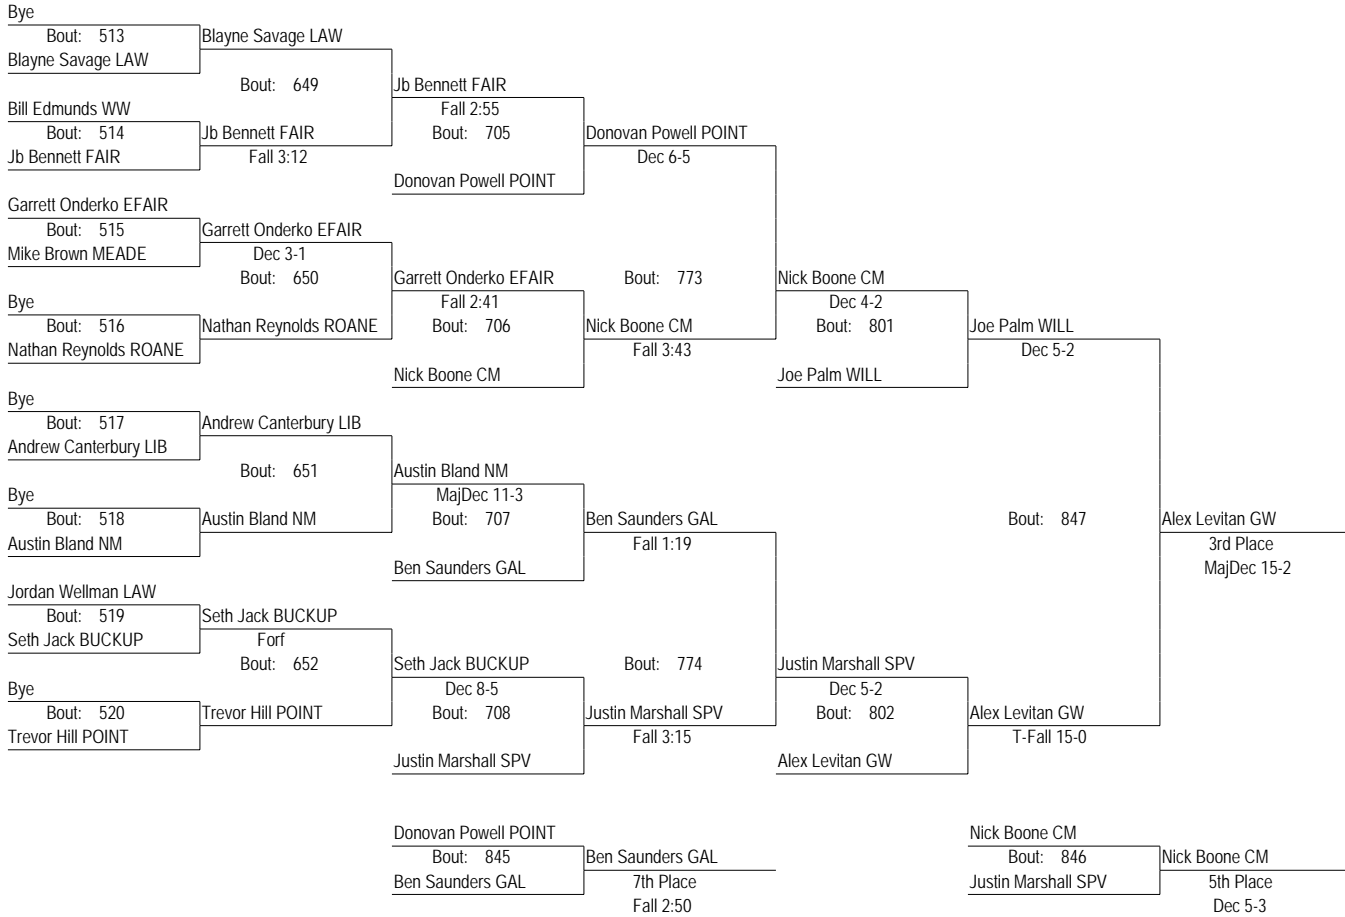 Bye
Bout: 513 Blayne Savage LAW
Blayne Savage LAW
Bout: 649 Jb Bennett FAIR
Bill Edmunds WW Fall 2:55
Bout: 514 Jb Bennett FAIR Bout: 705 Donovan Powell POINT
Jb Bennett FAIR Fall 3:12 Dec 6-5
Donovan Powell POINT
Garrett Onderko EFAIR
Bout: 515 Garrett Onderko EFAIR
Mike Brown MEADE Dec 3-1
Bout: 650 Garrett Onderko EFAIR Bout: 773 Nick Boone CM
Bye Fall 2:41 Dec 4-2
Bout: 516 Nathan Reynolds ROANE Bout: 706 Nick Boone CM Bout: 801 Joe Palm WILL
Nathan Reynolds ROANE Fall 3:43 Dec 5-2
Nick Boone CM Joe Palm WILL
Bye
Bout: 517 Andrew Canterbury LIB
Andrew Canterbury LIB
Bout: 651 Austin Bland NM
Bye MajDec 11-3
Bout: 518 Austin Bland NM Bout: 707 Ben Saunders GAL Bout: 847 Alex Levitan GW
Austin Bland NM Fall 1:19 3rd Place
Ben Saunders GAL MajDec 15-2
Jordan Wellman LAW
Bout: 519 Seth Jack BUCKUP
Seth Jack BUCKUP Forf
Bout: 652 Seth Jack BUCKUP Bout: 774 Justin Marshall SPV
Bye Dec 8-5 Dec 5-2
Bout: 520 Trevor Hill POINT Bout: 708 Justin Marshall SPV Bout: 802 Alex Levitan GW
Trevor Hill POINT Fall 3:15 T-Fall 15-0
Justin Marshall SPV Alex Levitan GW
Donovan Powell POINT Nick Boone CM
Bout: 845 Ben Saunders GAL Bout: 846 Nick Boone CM
Ben Saunders GAL 7th Place Justin Marshall SPV 5th Place
Fall 2:50 Dec 5-3